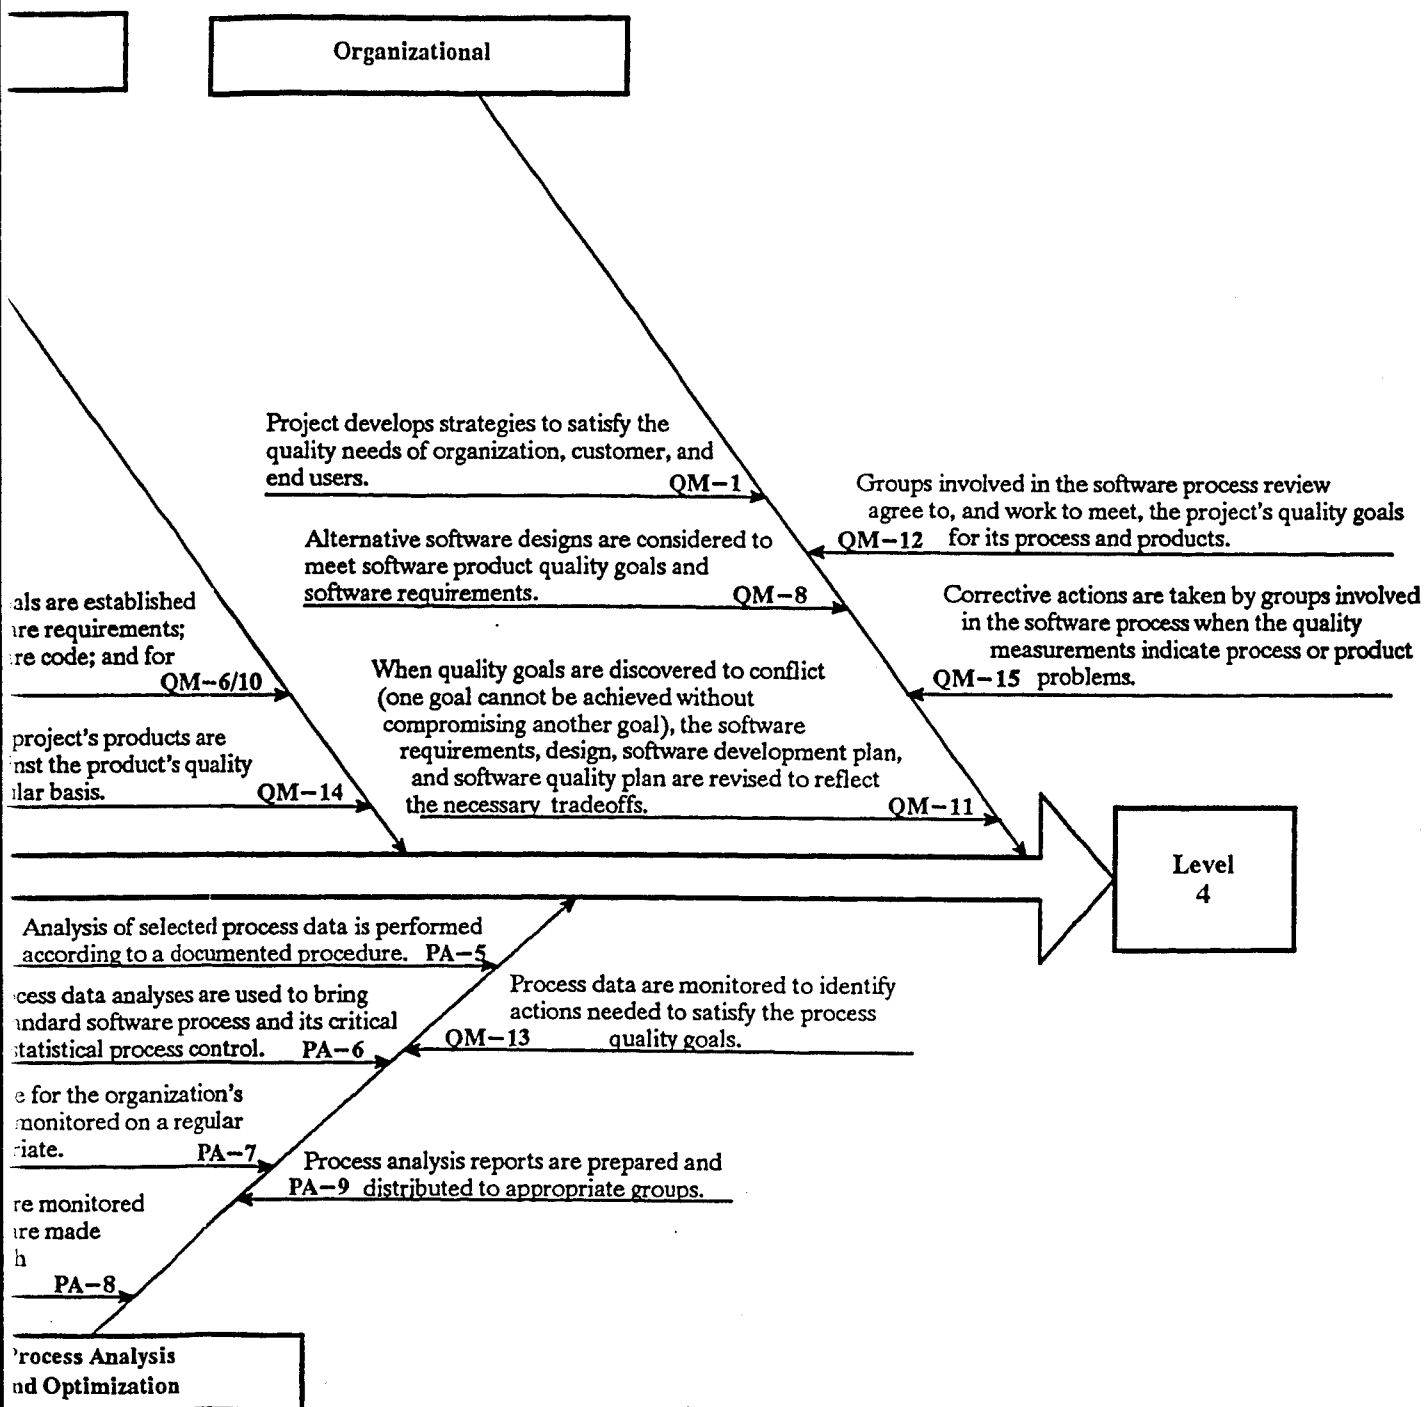 Organizational
Project develops strategies to satisfy the
quality needs of organization, customer, and
end users. QM-1
Groups involved in the software process review
agree to, and work to meet, the project's quality goals
QM-12 for its process and products.
Alternative software designs are considered to
meet software product quality goals and
software requirements. QM-8
Corrective actions are taken by groups involved
in the software process when the quality
measurements indicate process or product
QM-15 problems.
als are established
re requirements;
re code; and for
QM-6/10
When quality goals are discovered to conflict
(one goal cannot be achieved without
compromising another goal), the software
requirements, design, software development plan,
and software quality plan are revised to reflect
the necessary tradeoffs. QM-11
project's products are
nst the product's quality
lar basis. QM-14
Level
4
Analysis of selected process data is performed
according to a documented procedure. PA-5
Process data are monitored to identify
actions needed to satisfy the process
QM-13 quality goals.
cess data analyses are used to bring
ndard software process and its critical
statistical process control. PA-6
e for the organization's
monitored on a regular
riate. PA-7
Process analysis reports are prepared and
PA-9 distributed to appropriate groups.
re monitored
are made
h
PA-8
Process Analysis
nd Optimization